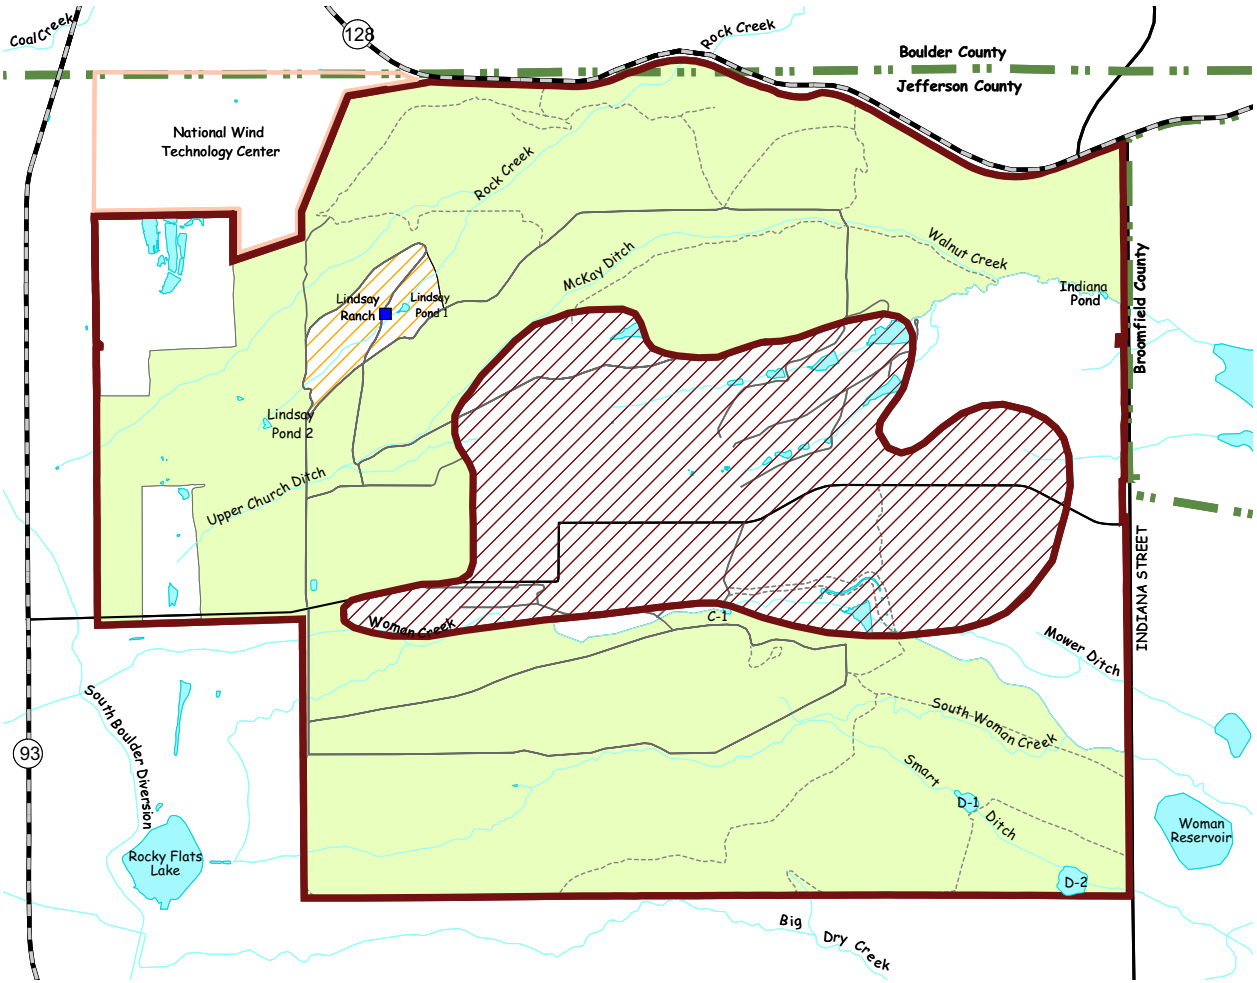 Coal Creek
128
Rock Creek
Boulder County
Jefferson County
National Wind
Technology Center
Rock Creek
McKay Ditch
Walnut Creek
Indiana
Pond
Broomfield County
Lindsay
Ranch
Lindsay
Pond 1
Lindsay
Pond 2
Upper Church Ditch
INDIANA STREET
Woman Creek
C-1
Mower Ditch
South Boulder Diversion
93
South Woman Creek
Smart
Ditch
D-1
D-2
Woman
Reservoir
Rocky Flats
Lake
Big Dry Creek